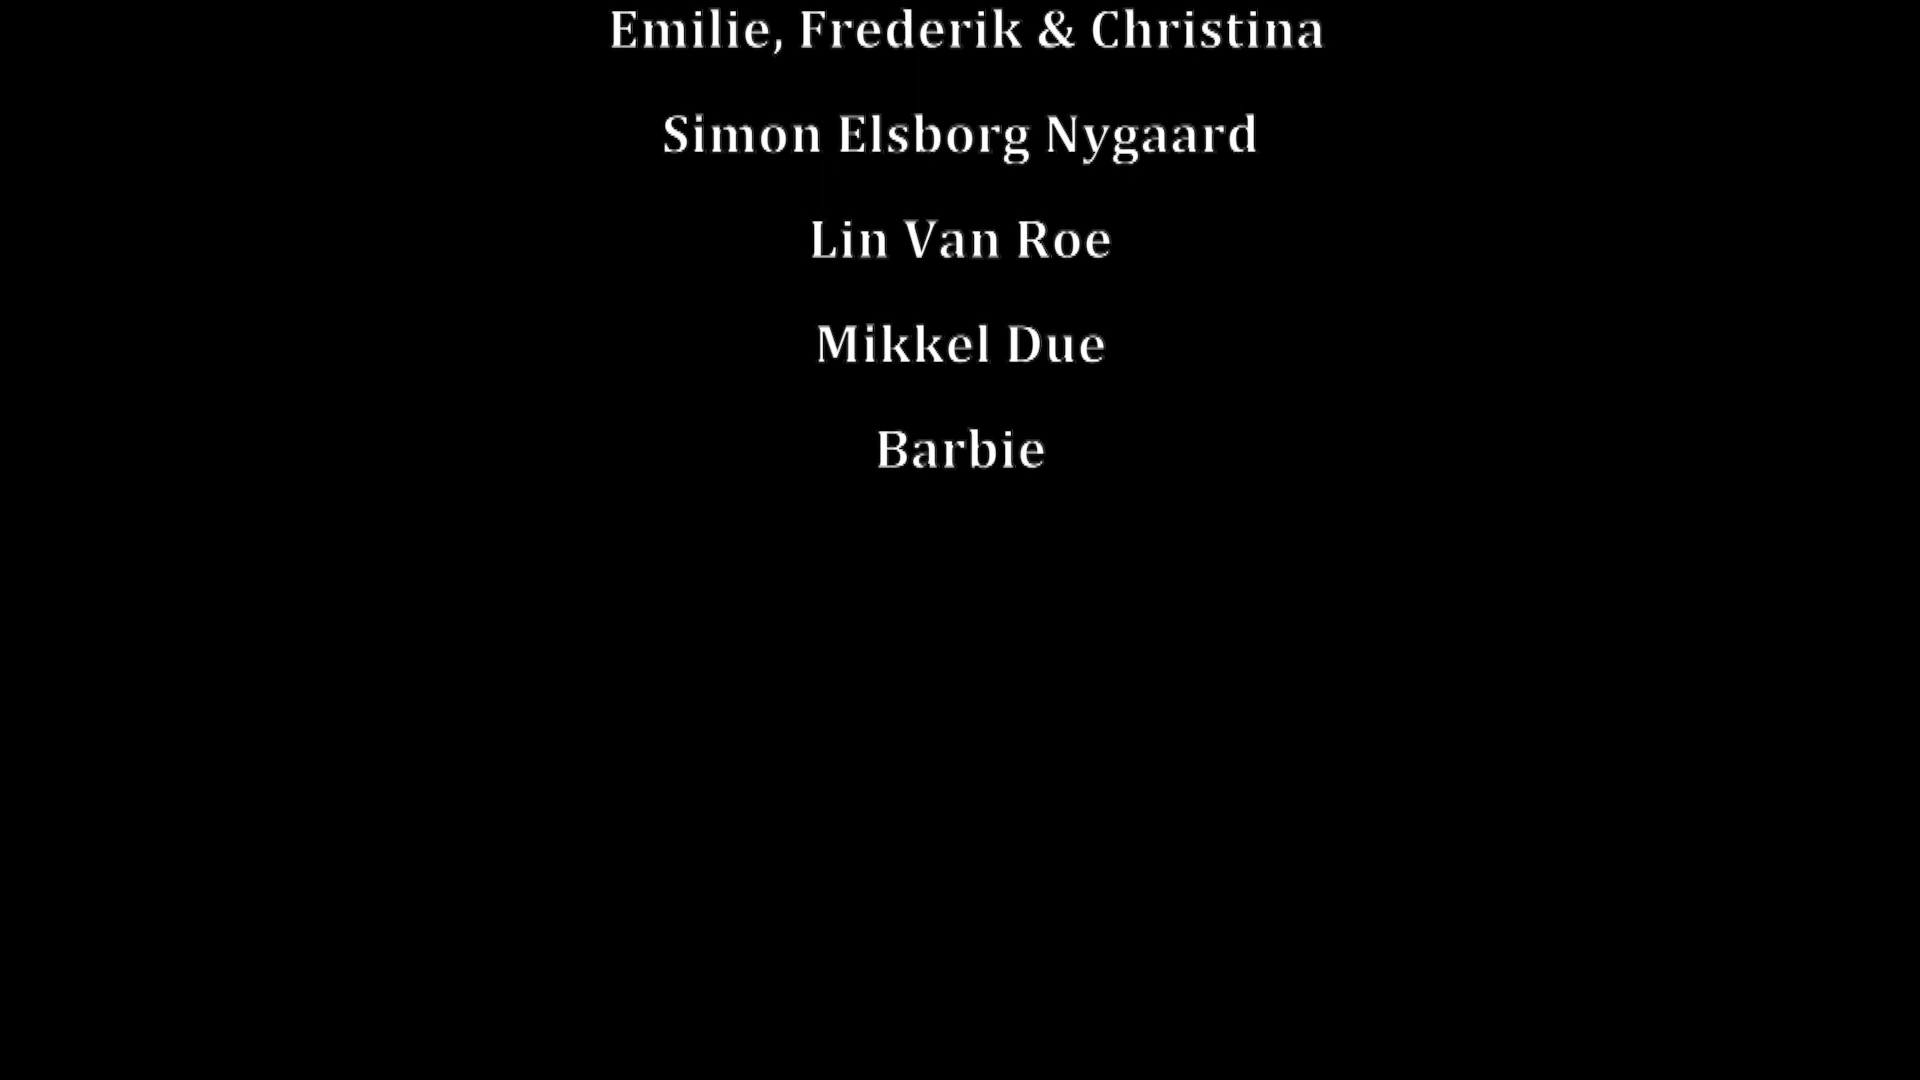 Emilie, Frederik & Christina
Simon Elsborg Nygaard
Lin Van Roe
Mikkel Due
Barbie